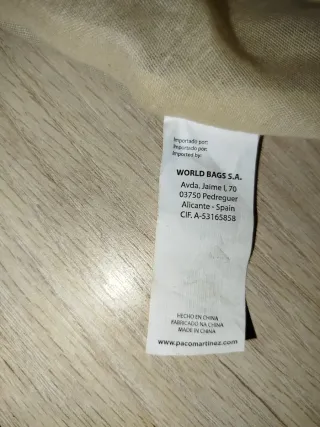 Importado por:
Importado por:
Imported by:
WORLD BAGS S.A.
Avda. Jaime I, 70
03750 Pedreguer
Alicante - Spain
CIF. A-53165858
HECHO EN CHINA
FABRICADO NA CHINA
MADE IN CHINA
www.pacomartinez.com